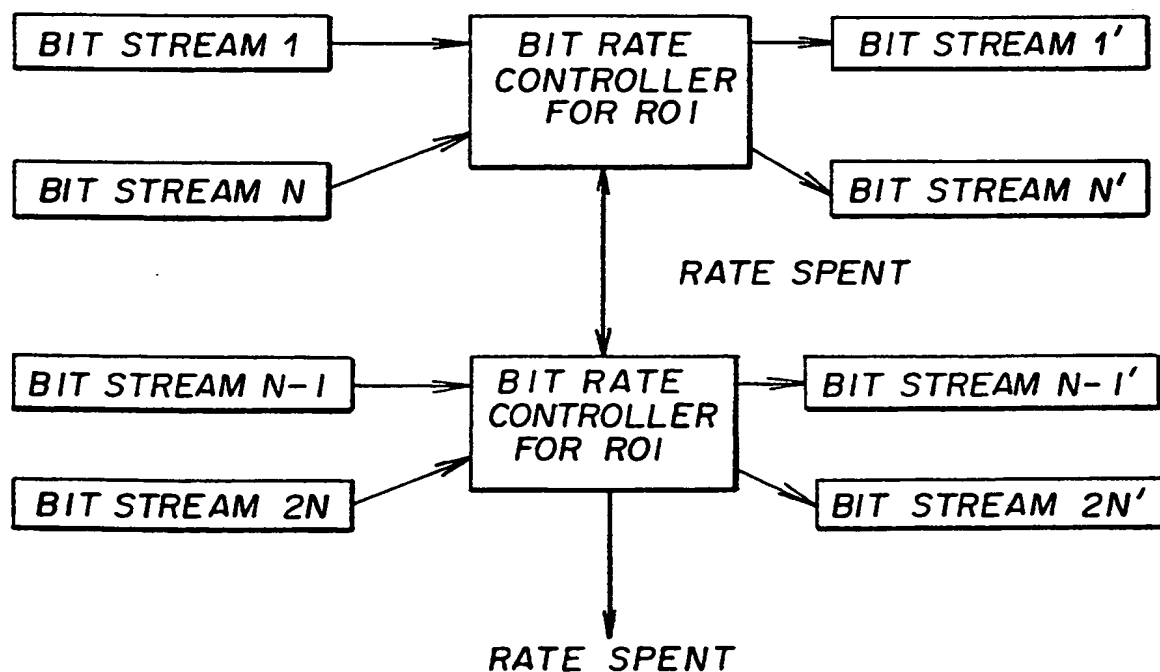 BIT STREAM 1
BIT RATE
CONTROLLER
FOR ROI
BIT STREAM 1'
BIT STREAM N
BIT STREAM N'
RATE SPENT
BIT STREAM N-1
BIT RATE
CONTROLLER
FOR ROI
BIT STREAM N-1'
BIT STREAM 2N
BIT STREAM 2N'
RATE SPENT